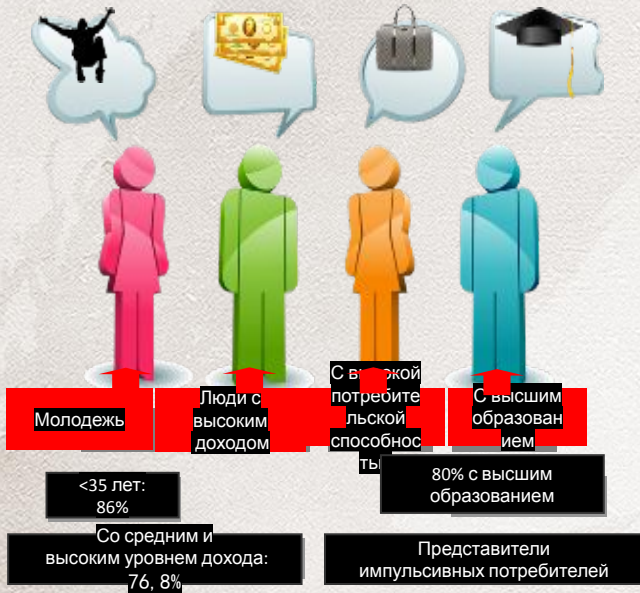 Молодежь
Люди с
высоким
доходом
С высокой
потребите
льской
способнос
ть
С высшим
образован
ием
<35 лет:
86%
80% с высшим
образованием
Со средним и
высоким уровнем дохода:
76, 8%
Представители
импульсивных потребителей